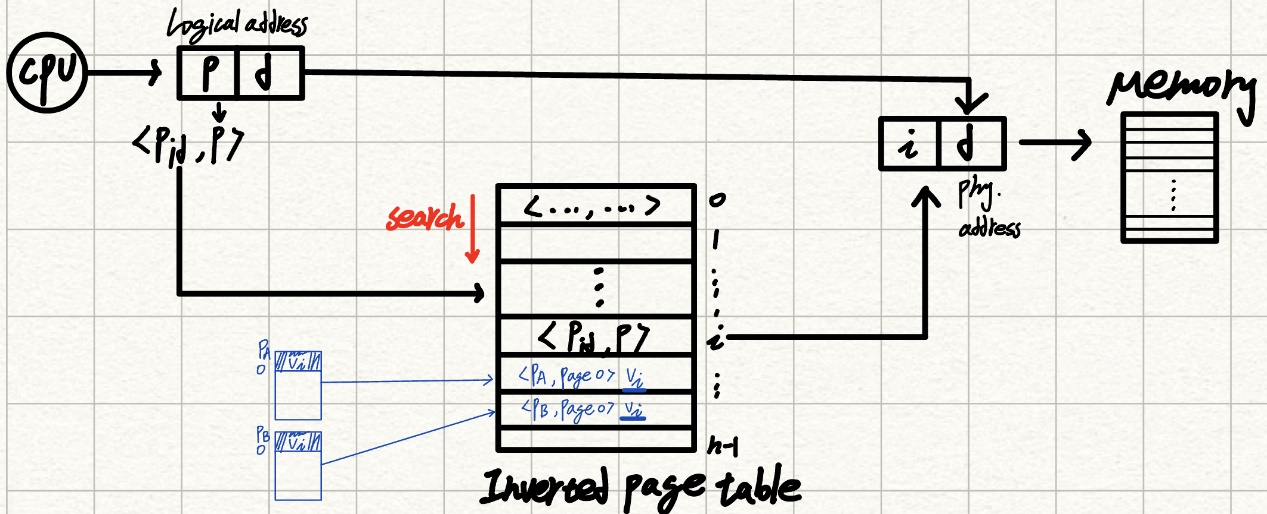 Logical address
CPU
P d
<Pid, P>
Memory
i d
phy.
address
search
<..., ...> 0
1
⋮ ⋮
<Pid, P> i
PA
0
Vi
<PA, page 0> Vi ⋮
PB
0
Vi
<PB, page 0> Vi
n-1
Inverted page table